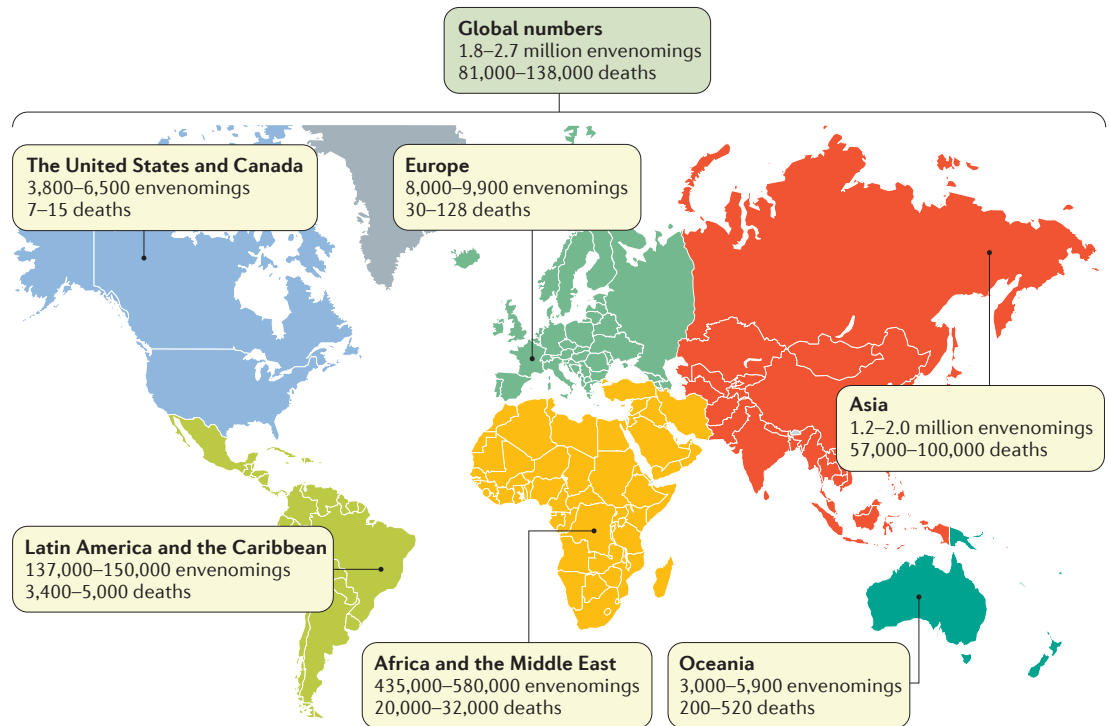 Global numbers
1.8–2.7 million envenomings
81,000–138,000 deaths
The United States and Canada
3,800–6,500 envenomings
7–15 deaths
Europe
8,000–9,900 envenomings
30–128 deaths
Asia
1.2–2.0 million envenomings
57,000–100,000 deaths
Latin America and the Caribbean
137,000–150,000 envenomings
3,400–5,000 deaths
Africa and the Middle East
435,000–580,000 envenomings
20,000–32,000 deaths
Oceania
3,000–5,900 envenomings
200–520 deaths